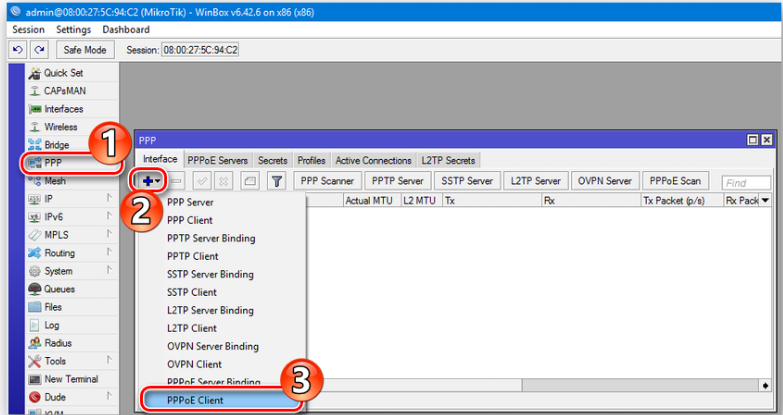 admin@08:00:27:5C:94:C2 (MikroTik) - WinBox v6.42.6 on x86 (x86)
Session Settings Dashboard
Safe Mode Session: 08:00:27:5C:94:C2
Quick Set
CAPsMAN
Interfaces
Wireless
Bridge
PPP
Mesh
IP
IPv6
MPLS
Routing
System
Queues
Files
Log
Radius
Tools
New Terminal
Dude
KVM
1
PPP
Interface PPPoE Servers Secrets Profiles Active Connections L2TP Secrets
PPP Scanner PPTP Server SSTP Server L2TP Server OVPN Server PPPoE Scan Find
2
Actual MTU L2 MTU Tx Rx Tx Packet (p/s) Rx Pack
PPP Server
PPP Client
PPTP Server Binding
PPTP Client
SSTP Server Binding
SSTP Client
L2TP Server Binding
L2TP Client
OVPN Server Binding
OVPN Client
PPPoE Server Binding
PPPoE Client
3